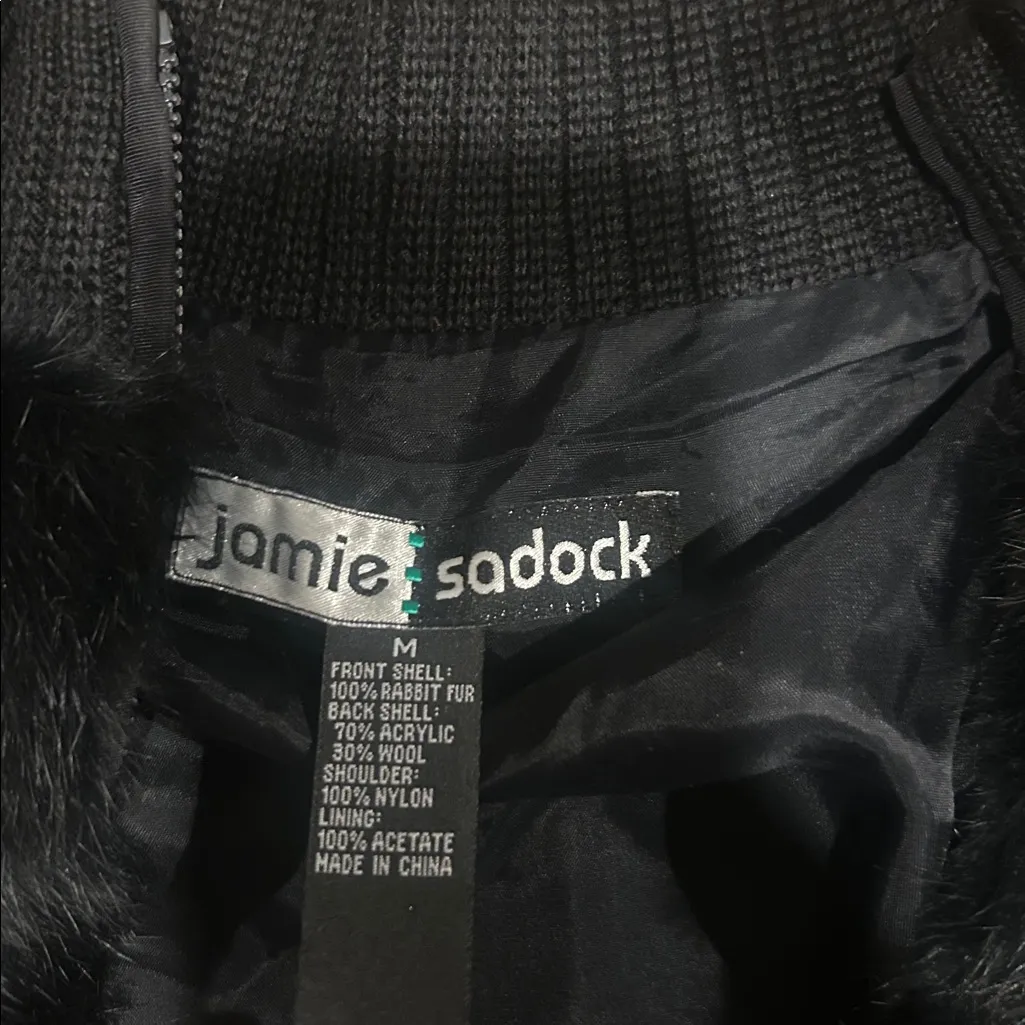 jamie sadock
M
FRONT SHELL:
100% RABBIT FUR
BACK SHELL:
70% ACRYLIC
30% WOOL
SHOULDER:
100% NYLON
LINING:
100% ACETATE
MADE IN CHINA